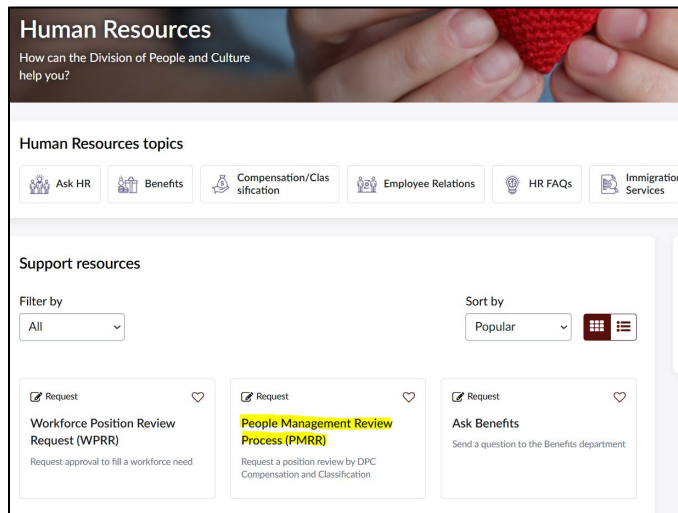 Human Resources
How can the Division of People and Culture
help you?
Human Resources topics
Ask HR
Benefits
Compensation/Clas
sification
Employee Relations
HR FAQs
Immigration
Services
Support resources
Filter by
Sort by
All
Popular
Request
Request
Request
Workforce Position Review
Request (WPRR)
Request approval to fill a workforce need
People Management Review
Process (PMRR)
Request a position review by DPC
Compensation and Classification
Ask Benefits
Send a question to the Benefits department